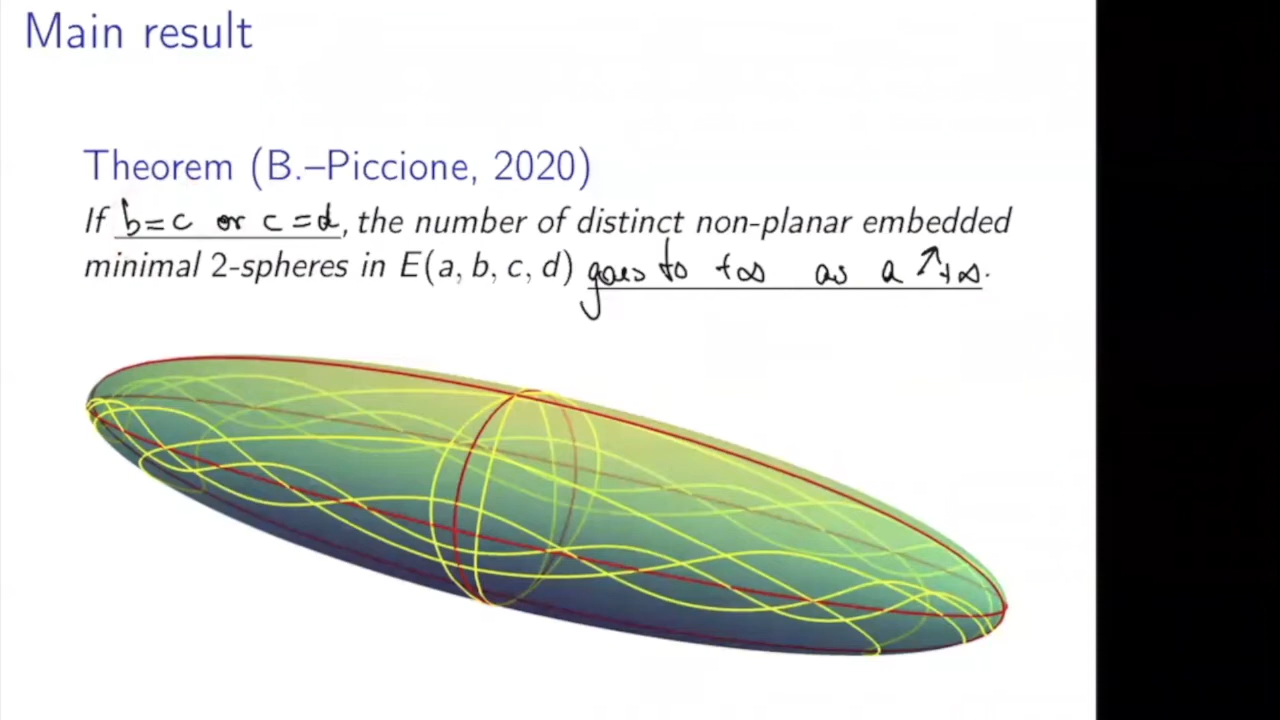 Main result
Theorem (B.–Piccione, 2020)
If b=c or c=d, the number of distinct non-planar embedded
minimal 2-spheres in E(a, b, c, d) goes to +∞ as a ↗+∞.